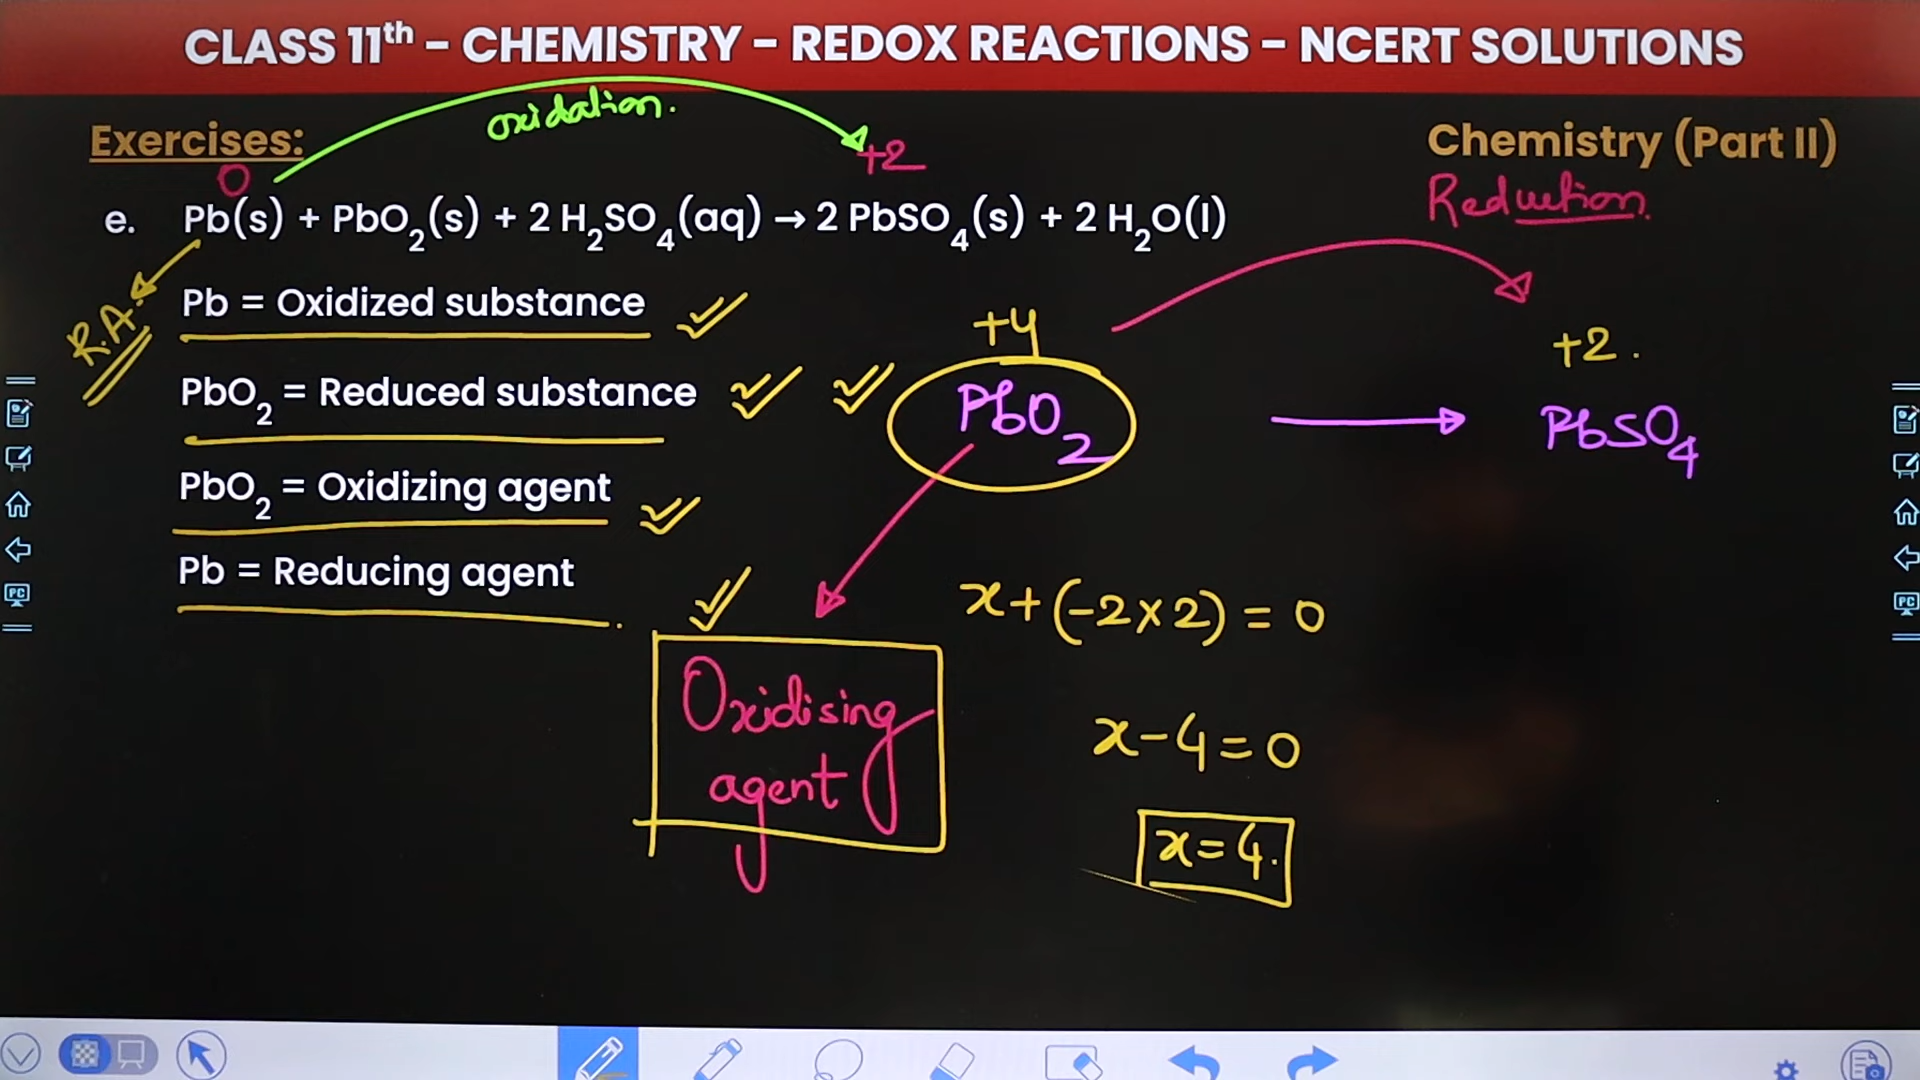 CLASS 11th – CHEMISTRY – REDOX REACTIONS – NCERT SOLUTIONS
oxidation.
Exercises:
Chemistry (Part II)
0
+2
Reduction.
e. Pb(s) + PbO2(s) + 2 H2SO4(aq) → 2 PbSO4(s) + 2 H2O(l)
R.A.
Pb = Oxidized substance
+4
+2.
PbO2 = Reduced substance
PbO2
PbSO4
PbO2 = Oxidizing agent
Pb = Reducing agent
x+(-2×2)=0
Oxidising
agent
x-4=0
x=4.
PC
PC